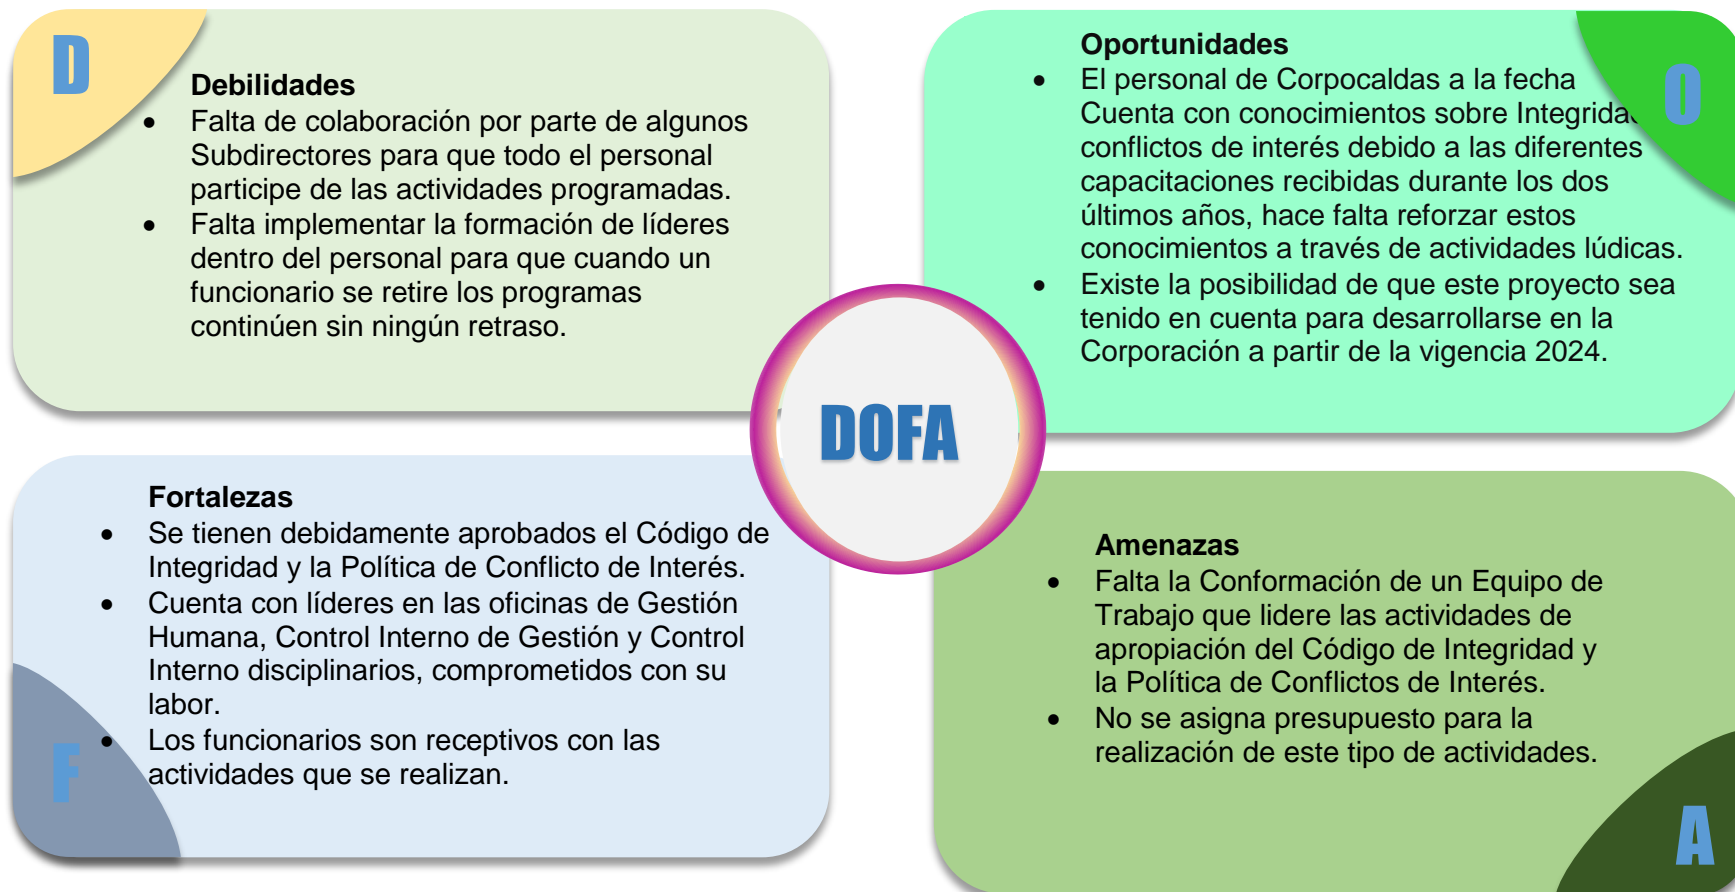 D
Debilidades
• Falta de colaboración por parte de algunos
Subdirectores para que todo el personal
participe de las actividades programadas.
• Falta implementar la formación de líderes
dentro del personal para que cuando un
funcionario se retire los programas
continúen sin ningún retraso.
O
Oportunidades
• El personal de Corpocaldas a la fecha
Cuenta con conocimientos sobre
conflictos de interés debido a las diferentes
capacitaciones recibidas durante los dos
últimos años, hace falta reforzar estos
conocimientos a través de actividades lúdicas.
• Existe la posibilidad de que este proyecto sea
tenido en cuenta para desarrollarse en la
Corporación a partir de la vigencia 2024.
DOFA
Fortalezas
• Se tienen debidamente aprobados el Código de
Integridad y la Política de Conflicto de Interés.
• Cuenta con líderes en las oficinas de Gestión
Humana, Control Interno de Gestión y Control
Interno disciplinarios, comprometidos con su
labor.
• Los funcionarios son receptivos con las
actividades que se realizan.
F
Amenazas
• Falta la Conformación de un Equipo de
Trabajo que lidere las actividades de
apropiación del Código de Integridad y
la Política de Conflictos de Interés.
• No se asigna presupuesto para la
realización de este tipo de actividades.
A